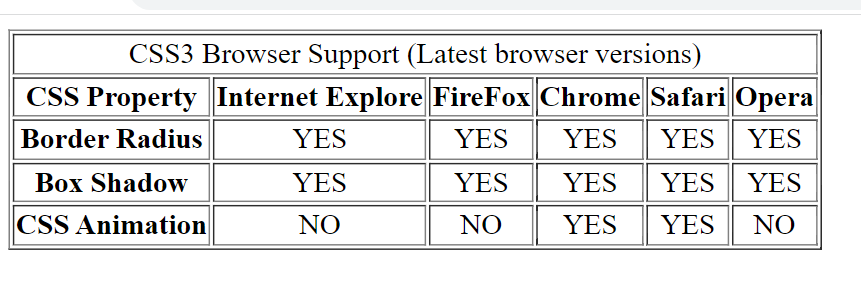 CSS3 Browser Support (Latest browser versions)
CSS Property Internet Explore FireFox Chrome Safari Opera
Border Radius YES YES YES YES YES
Box Shadow YES YES YES YES YES
CSS Animation NO NO YES YES NO